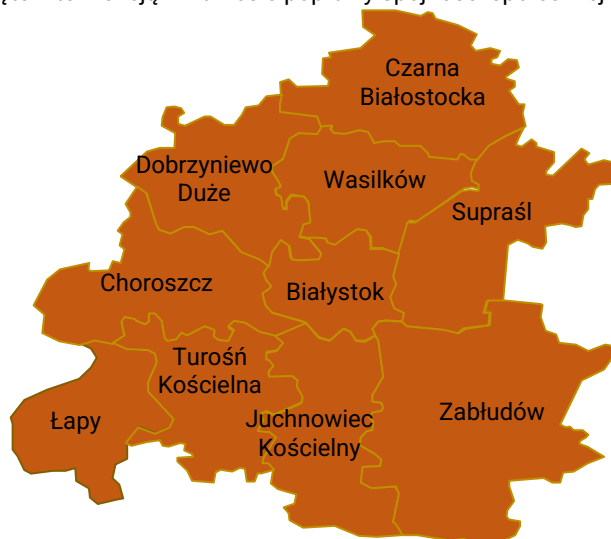 Czarna
Białostocka
Dobrzyniewo
Duże
Wasilków
Supraśl
Choroszcz
Białystok
Turośń
Kościelna
Łapy
Juchnowiec
Kościelny
Zabłudów